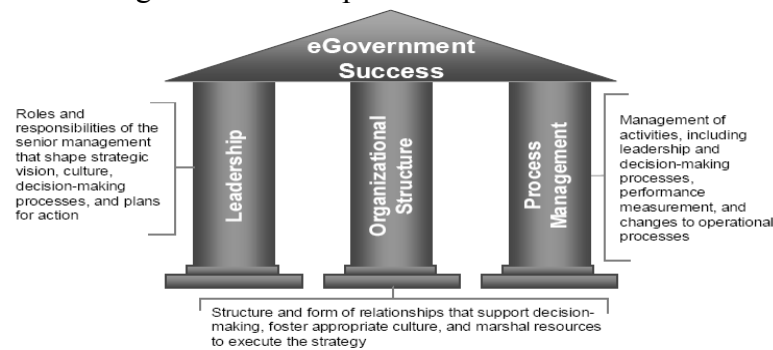 eGovernment
Success
Roles and
responsibilities of the
senior management
that shape strategic
vision, culture,
decision-making
processes, and plans
for action
Leadership
Organizational
Structure
Process
Management
Management of
activities, including
leadership and
decision-making
processes,
performance
measurement, and
changes to operational
processes
Structure and form of relationships that support decision-
making, foster appropriate culture, and marshal resources
to execute the strategy